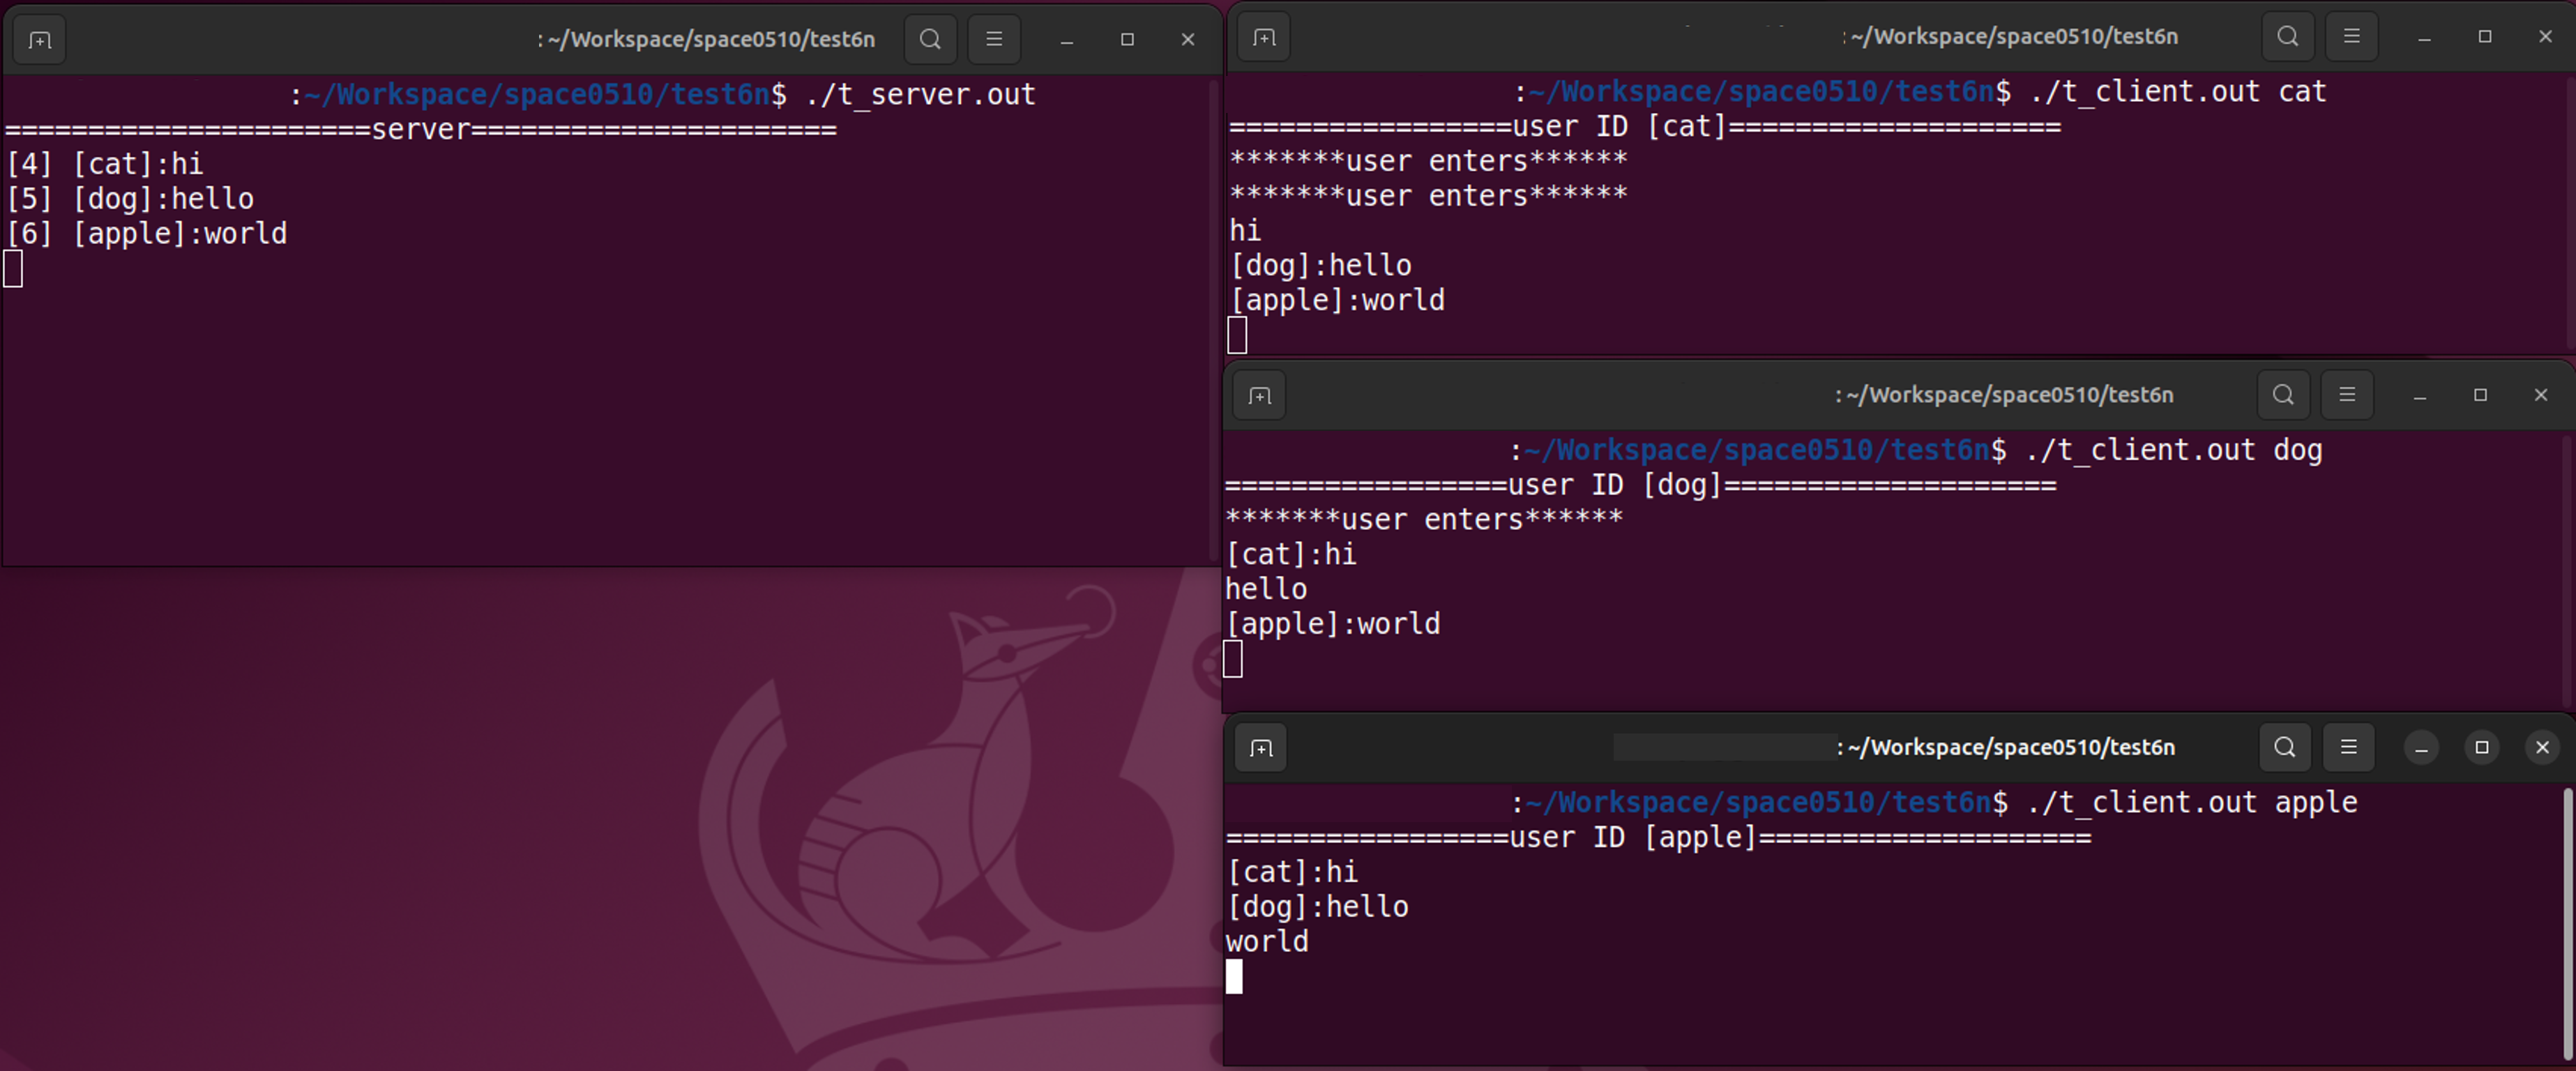 :~/Workspace/space0510/test6n
:~/Workspace/space0510/test6n$ ./t_server.out
======================server======================
[4] [cat]:hi
[5] [dog]:hello
[6] [apple]:world
:~/Workspace/space0510/test6n
:~/Workspace/space0510/test6n$ ./t_client.out cat
=================user ID [cat]====================
*******user enters******
*******user enters******
hi
[dog]:hello
[apple]:world
:~/Workspace/space0510/test6n
:~/Workspace/space0510/test6n$ ./t_client.out dog
=================user ID [dog]====================
*******user enters******
[cat]:hi
hello
[apple]:world
:~/Workspace/space0510/test6n
:~/Workspace/space0510/test6n$ ./t_client.out apple
=================user ID [apple]====================
[cat]:hi
[dog]:hello
world